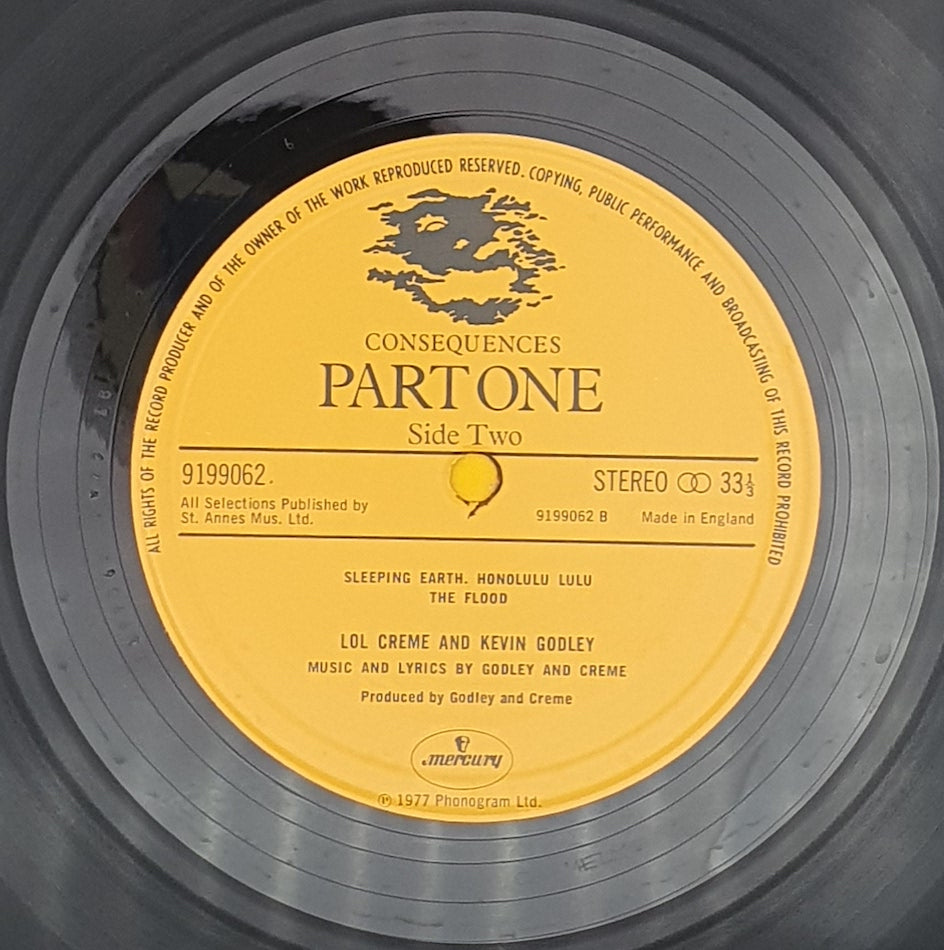 ALL RIGHTS OF THE RECORD PRODUCER AND OF THE OWNER OF THE WORK REPRODUCED RESERVED. COPYING, PUBLIC PERFORMANCE AND BROADCASTING OF THIS RECORD PROHIBITED
CONSEQUENCES
PART ONE
Side Two
9199062.
STEREO 33⅓
All Selections Published by
St. Annes Mus. Ltd.
9199062 B Made in England
SLEEPING EARTH. HONOLULU LULU
THE FLOOD
LOL CREME AND KEVIN GODLEY
MUSIC AND LYRICS BY GODLEY AND CREME
Produced by Godley and Creme
mercury
℗ 1977 Phonogram Ltd.